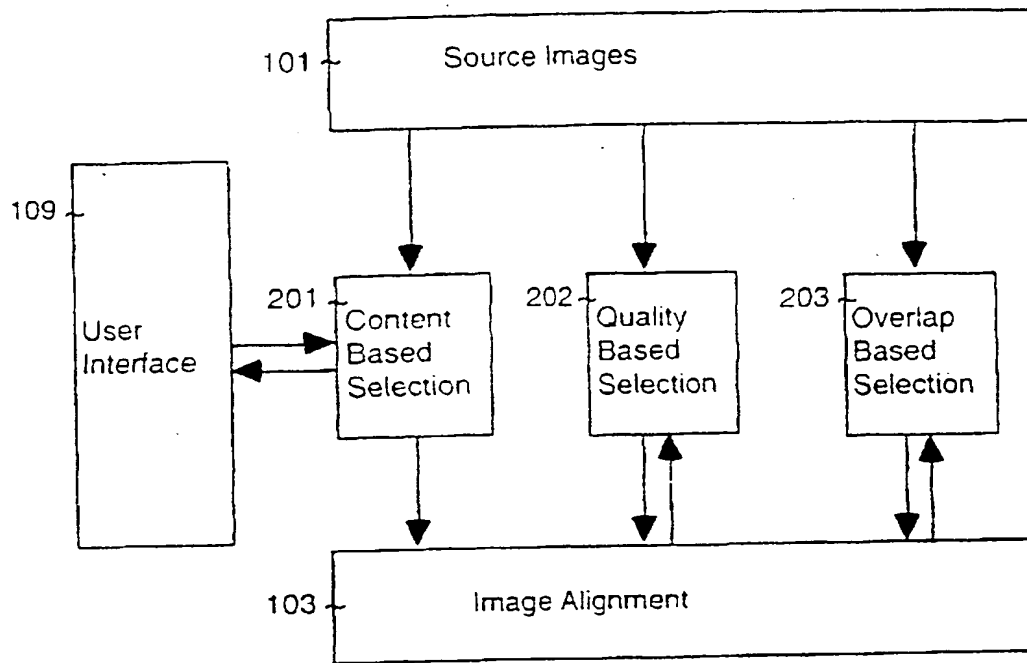 101
Source Images
109
User
Interface
201
Content
Based
Selection
202
Quality
Based
Selection
203
Overlap
Based
Selection
103
Image Alignment